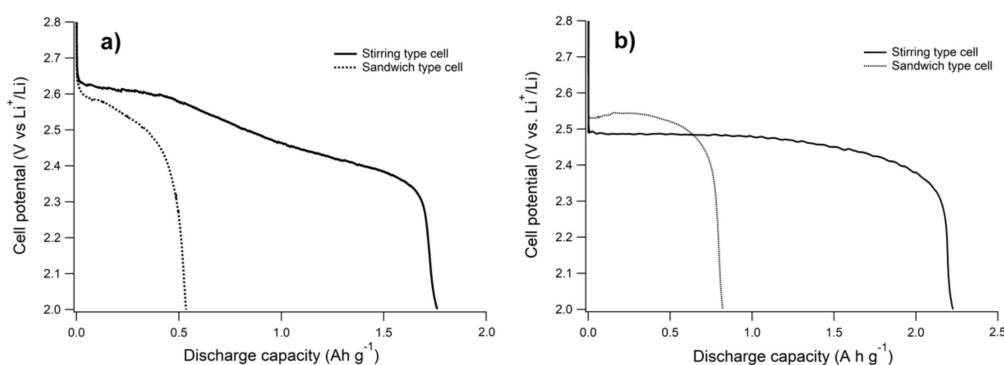 a)
Stirring type cell
Sandwich type cell
Cell potential (V vs Li⁺/Li)
2.8
2.7
2.6
2.5
2.4
2.3
2.2
2.1
2.0
0.0 0.5 1.0 1.5 2.0
Discharge capacity (Ah g⁻¹)
b)
Stirring type cell
Sandwich type cell
Cell potential (V vs. Li⁺/Li)
2.8
2.7
2.6
2.5
2.4
2.3
2.2
2.1
2.0
0.0 0.5 1.0 1.5 2.0 2.5
Discharge capacity (A h g⁻¹)